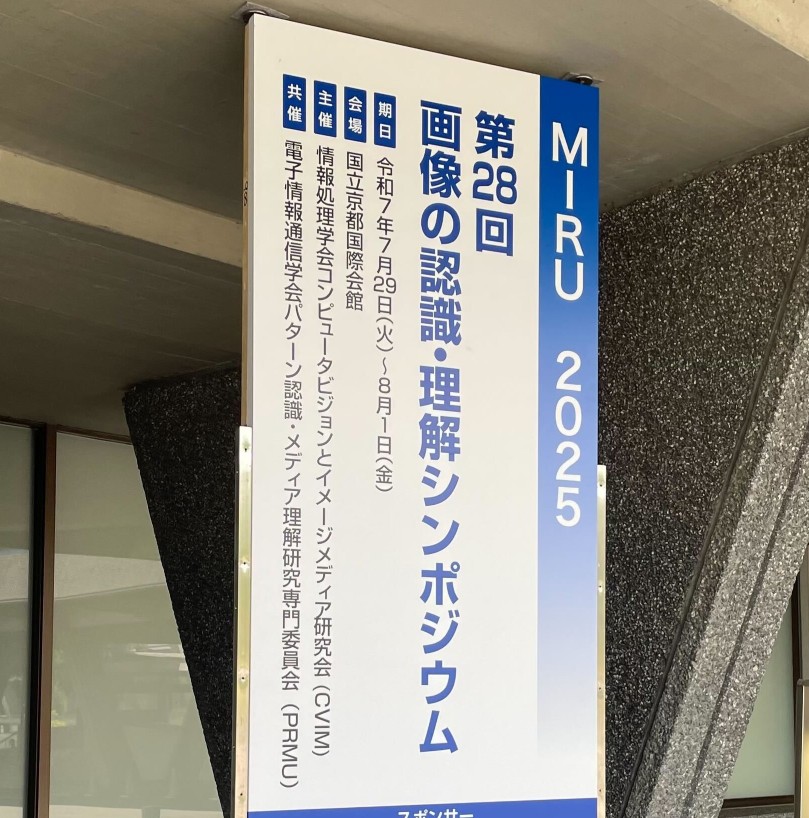 MIRU 2025
第28回
画像の認識・理解シンポジウム
期日 令和7年7月29日(火)～8月1日(金)
会場 国立京都国際会館
主催 情報処理学会コンピュータビジョンとイメージメディア研究会(CVIM)
共催 電子情報通信学会パターン認識・メディア理解研究専門委員会(PRMU)
スポンサー